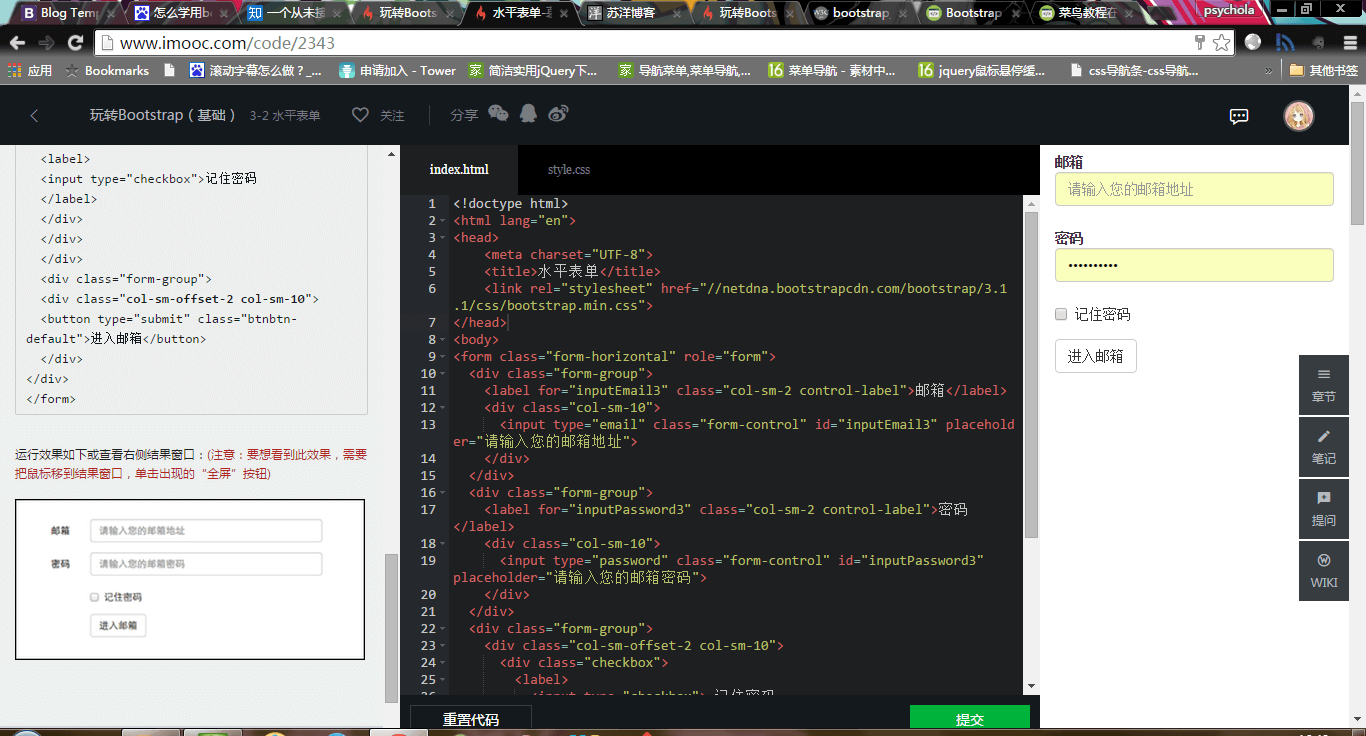 Blog Temp
怎么学用bo
一个从未接
玩转Boots
水平表单-玩
苏洋博客
玩转Boots
bootstrap
Bootstrap
菜鸟教程在
psychola
www.imooc.com/code/2343
应用
Bookmarks
滚动字幕怎么做？_...
申请加入 - Tower
简洁实用jQuery下...
导航菜单,菜单导航,...
菜单导航 - 素材中...
jquery鼠标悬停缓...
css导航条-css导航...
»
其他书签
玩转Bootstrap（基础）
3-2 水平表单
关注
分享
<label>
<input type="checkbox">记住密码
</label>
</div>
</div>
</div>
<div class="form-group">
<div class="col-sm-offset-2 col-sm-10">
<button type="submit" class="btnbtn-
default">进入邮箱</button>
</div>
</div>
</form>
运行效果如下或查看右侧结果窗口：(注意：要想看到此效果，需要
把鼠标移到结果窗口，单击出现的“全屏”按钮)
邮箱
请输入您的邮箱地址
密码
请输入您的邮箱密码
记住密码
进入邮箱
index.html
style.css
1 <!doctype html>
2 <html lang="en">
3 <head>
4 <meta charset="UTF-8">
5 <title>水平表单</title>
6 <link rel="stylesheet" href="//netdna.bootstrapcdn.com/bootstrap/3.1
.1/css/bootstrap.min.css">
7 </head>
8 <body>
9 <form class="form-horizontal" role="form">
10 <div class="form-group">
11 <label for="inputEmail3" class="col-sm-2 control-label">邮箱</label>
12 <div class="col-sm-10">
13 <input type="email" class="form-control" id="inputEmail3" placehold
er="请输入您的邮箱地址">
14 </div>
15 </div>
16 <div class="form-group">
17 <label for="inputPassword3" class="col-sm-2 control-label">密码
</label>
18 <div class="col-sm-10">
19 <input type="password" class="form-control" id="inputPassword3"
placeholder="请输入您的邮箱密码">
20 </div>
21 </div>
22 <div class="form-group">
23 <div class="col-sm-offset-2 col-sm-10">
24 <div class="checkbox">
25 <label>
26 <input type="checkbox"> 记住密码
重置代码
提交
邮箱
请输入您的邮箱地址
密码
••••••••••
记住密码
进入邮箱
章节
笔记
提问
WIKI